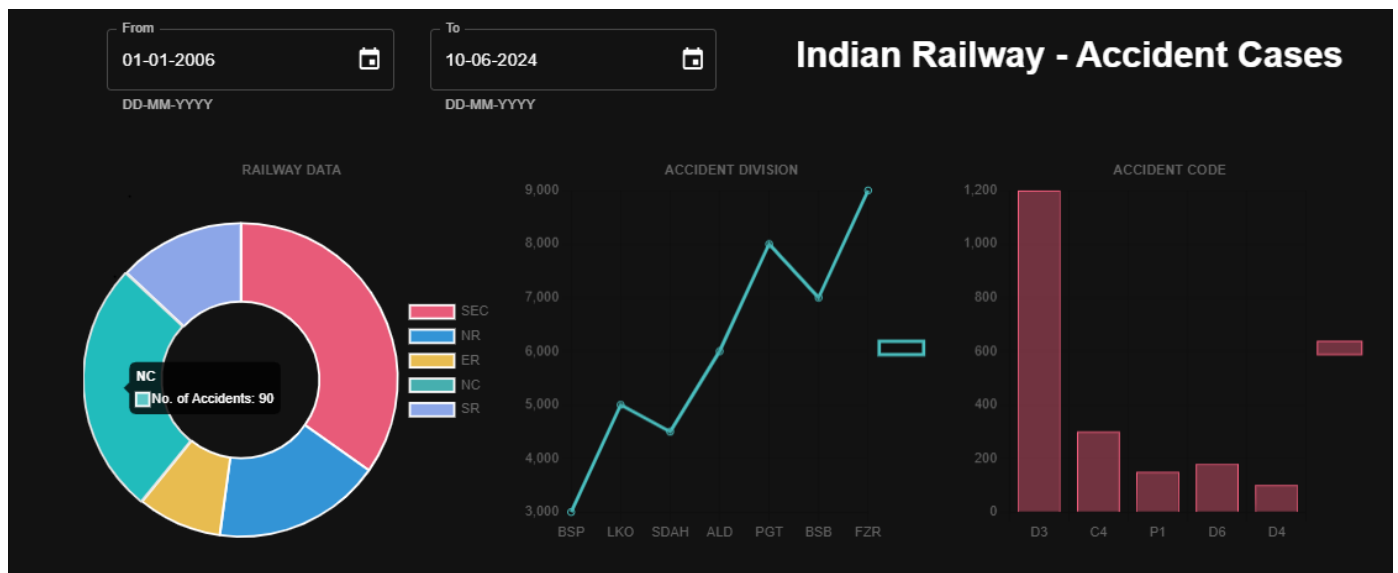 From
01-01-2006
DD-MM-YYYY
To
10-06-2024
DD-MM-YYYY
Indian Railway - Accident Cases
RAILWAY DATA
NC
No. of Accidents: 90
SEC
NR
ER
NC
SR
ACCIDENT DIVISION
9,000
8,000
7,000
6,000
5,000
4,000
3,000
BSP LKO SDAH ALD PGT BSB FZR
ACCIDENT CODE
1,200
1,000
800
600
400
200
0
D3 C4 P1 D6 D4